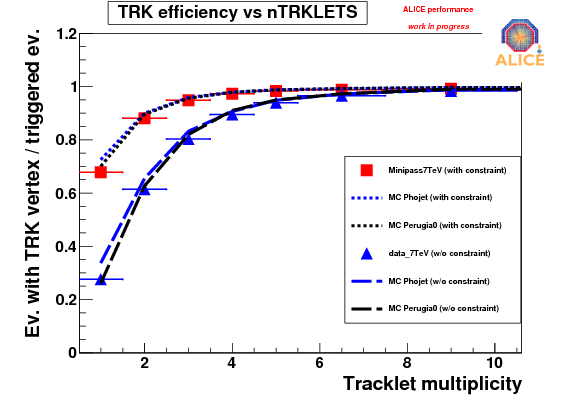 TRK efficiency vs nTRKLETS
ALICE performance
work in progress
ALICE
Ev. with TRK vertex / triggered ev.
1.2
1
0.8
0.6
0.4
0.2
0
Minipass7TeV (with constraint)
MC Phojet (with constraint)
MC Perugia0 (with constraint)
data_7TeV (w/o constraint)
MC Phojet (w/o constraint)
MC Perugia0 (w/o constraint)
2 4 6 8 10
Tracklet multiplicity